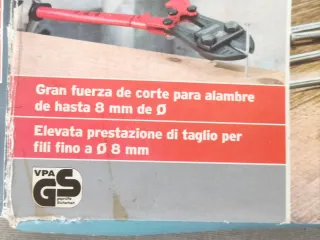 Gran fuerza de corte para alambre
de hasta 8 mm de Ø
Elevata prestazione di taglio per
fili fino a Ø 8 mm
VPA
GS
geprüfte
Sicherheit